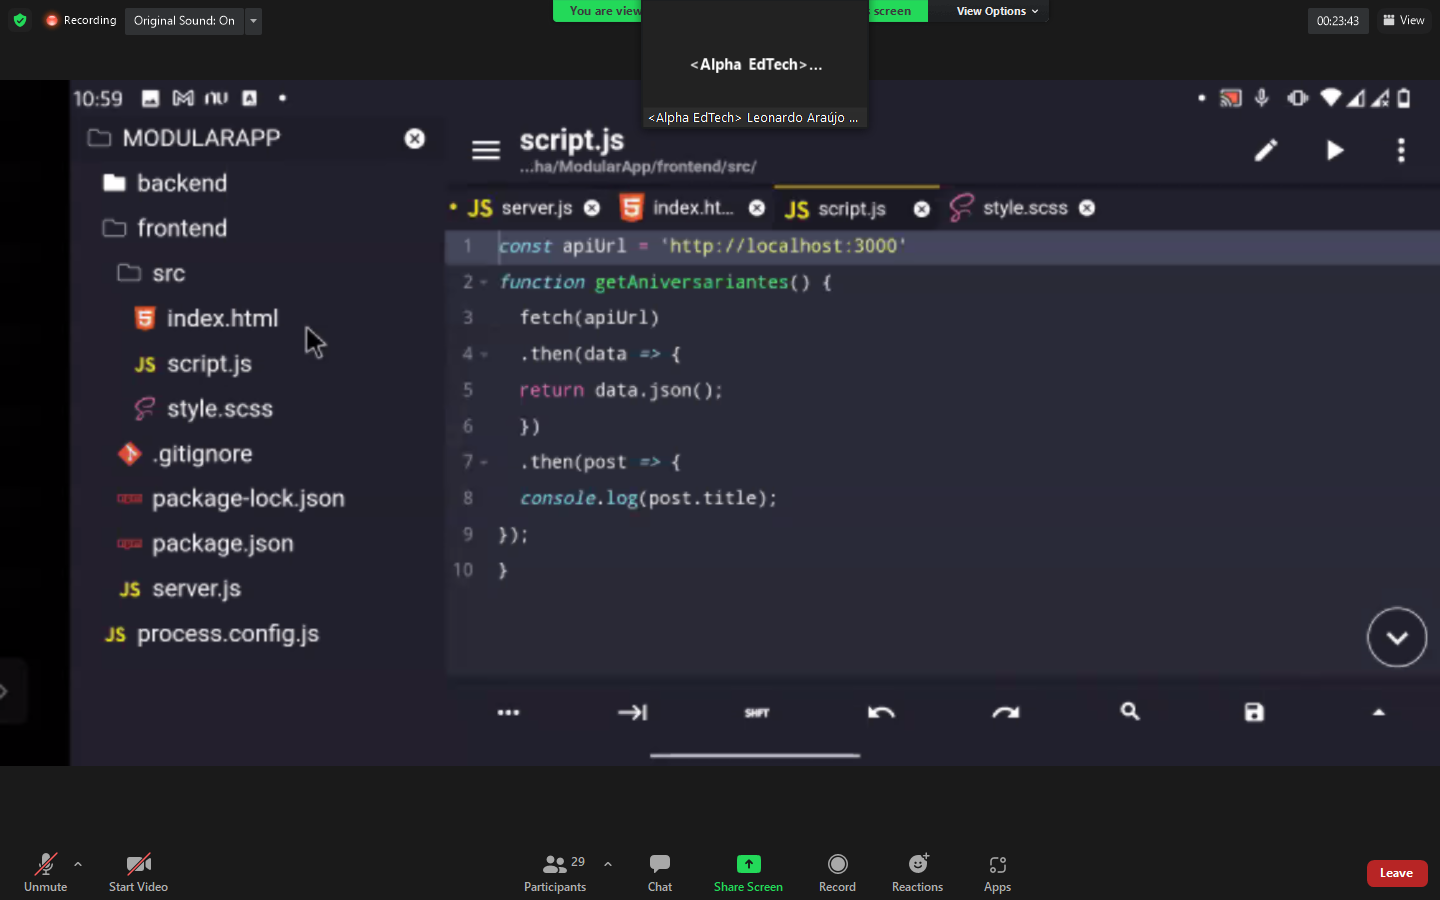 Recording
Original Sound: On
You are view
screen
View Options
00:23:43
View
<Alpha EdTech>...
<Alpha EdTech> Leonardo Araújo ...
10:59
MODULARAPP
backend
frontend
src
index.html
script.js
style.scss
.gitignore
package-lock.json
package.json
JS server.js
JS process.config.js
script.js
...ha/ModularApp/frontend/src/
JS server.js
index.ht...
JS script.js
style.scss
1 const apiUrl = 'http://localhost:3000'
2 function getAniversariantes() {
3 fetch(apiUrl)
4 .then(data => {
5 return data.json();
6 })
7 .then(post => {
8 console.log(post.title);
9 });
10 }
SHFT
Unmute
Start Video
Participants
29
Chat
Share Screen
Record
Reactions
Apps
Leave